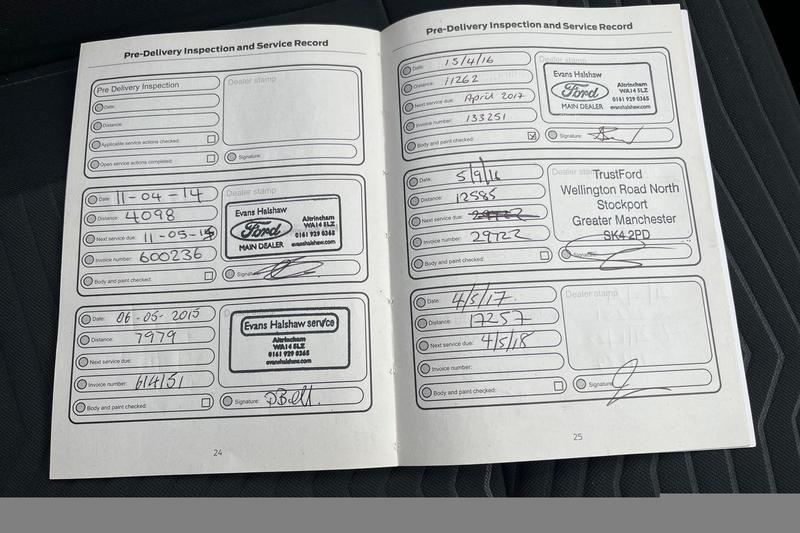 Pre-Delivery Inspection and Service Record
Pre Delivery Inspection
Date:
Distance:
Applicable service actions checked:
Open service actions completed:
Dealer stamp
Signature:
Date: 11-04-14
Distance: 4098
Next service due: 11-05-15
Invoice number: 600236
Body and paint checked:
Dealer stamp
Evans Halshaw
Ford
MAIN DEALER
Altrincham
WA14 5LZ
0161 929 0365
evanshalshaw.com
Signature:
Date: 06-05-2015
Distance: 7979
Next service due:
Invoice number: 614151
Body and paint checked:
Evans Halshaw service
Altrincham
WA14 5LZ
0161 929 0365
evanshalshaw.com
Signature: DBell.
24
Pre-Delivery Inspection and Service Record
Date: 15/4/16
Distance: 11262
Next service due: April 2017
Invoice number: 133251
Body and paint checked:
Dealer stamp
Evans Halshaw
Ford
MAIN DEALER
Altrincham
WA14 5LZ
0161 929 0365
evanshalshaw.com
Signature:
Date: 5/9/16
Distance: 12585
Next service due: 29722
Invoice number: 29722
Body and paint checked:
Dealer stamp
TrustFord
Wellington Road North
Stockport
Greater Manchester
SK4 2PD
Signature:
Date: 4/5/17.
Distance: 17257
Next service due: 4/5/18
Invoice number:
Body and paint checked:
Dealer stamp
Signature:
25